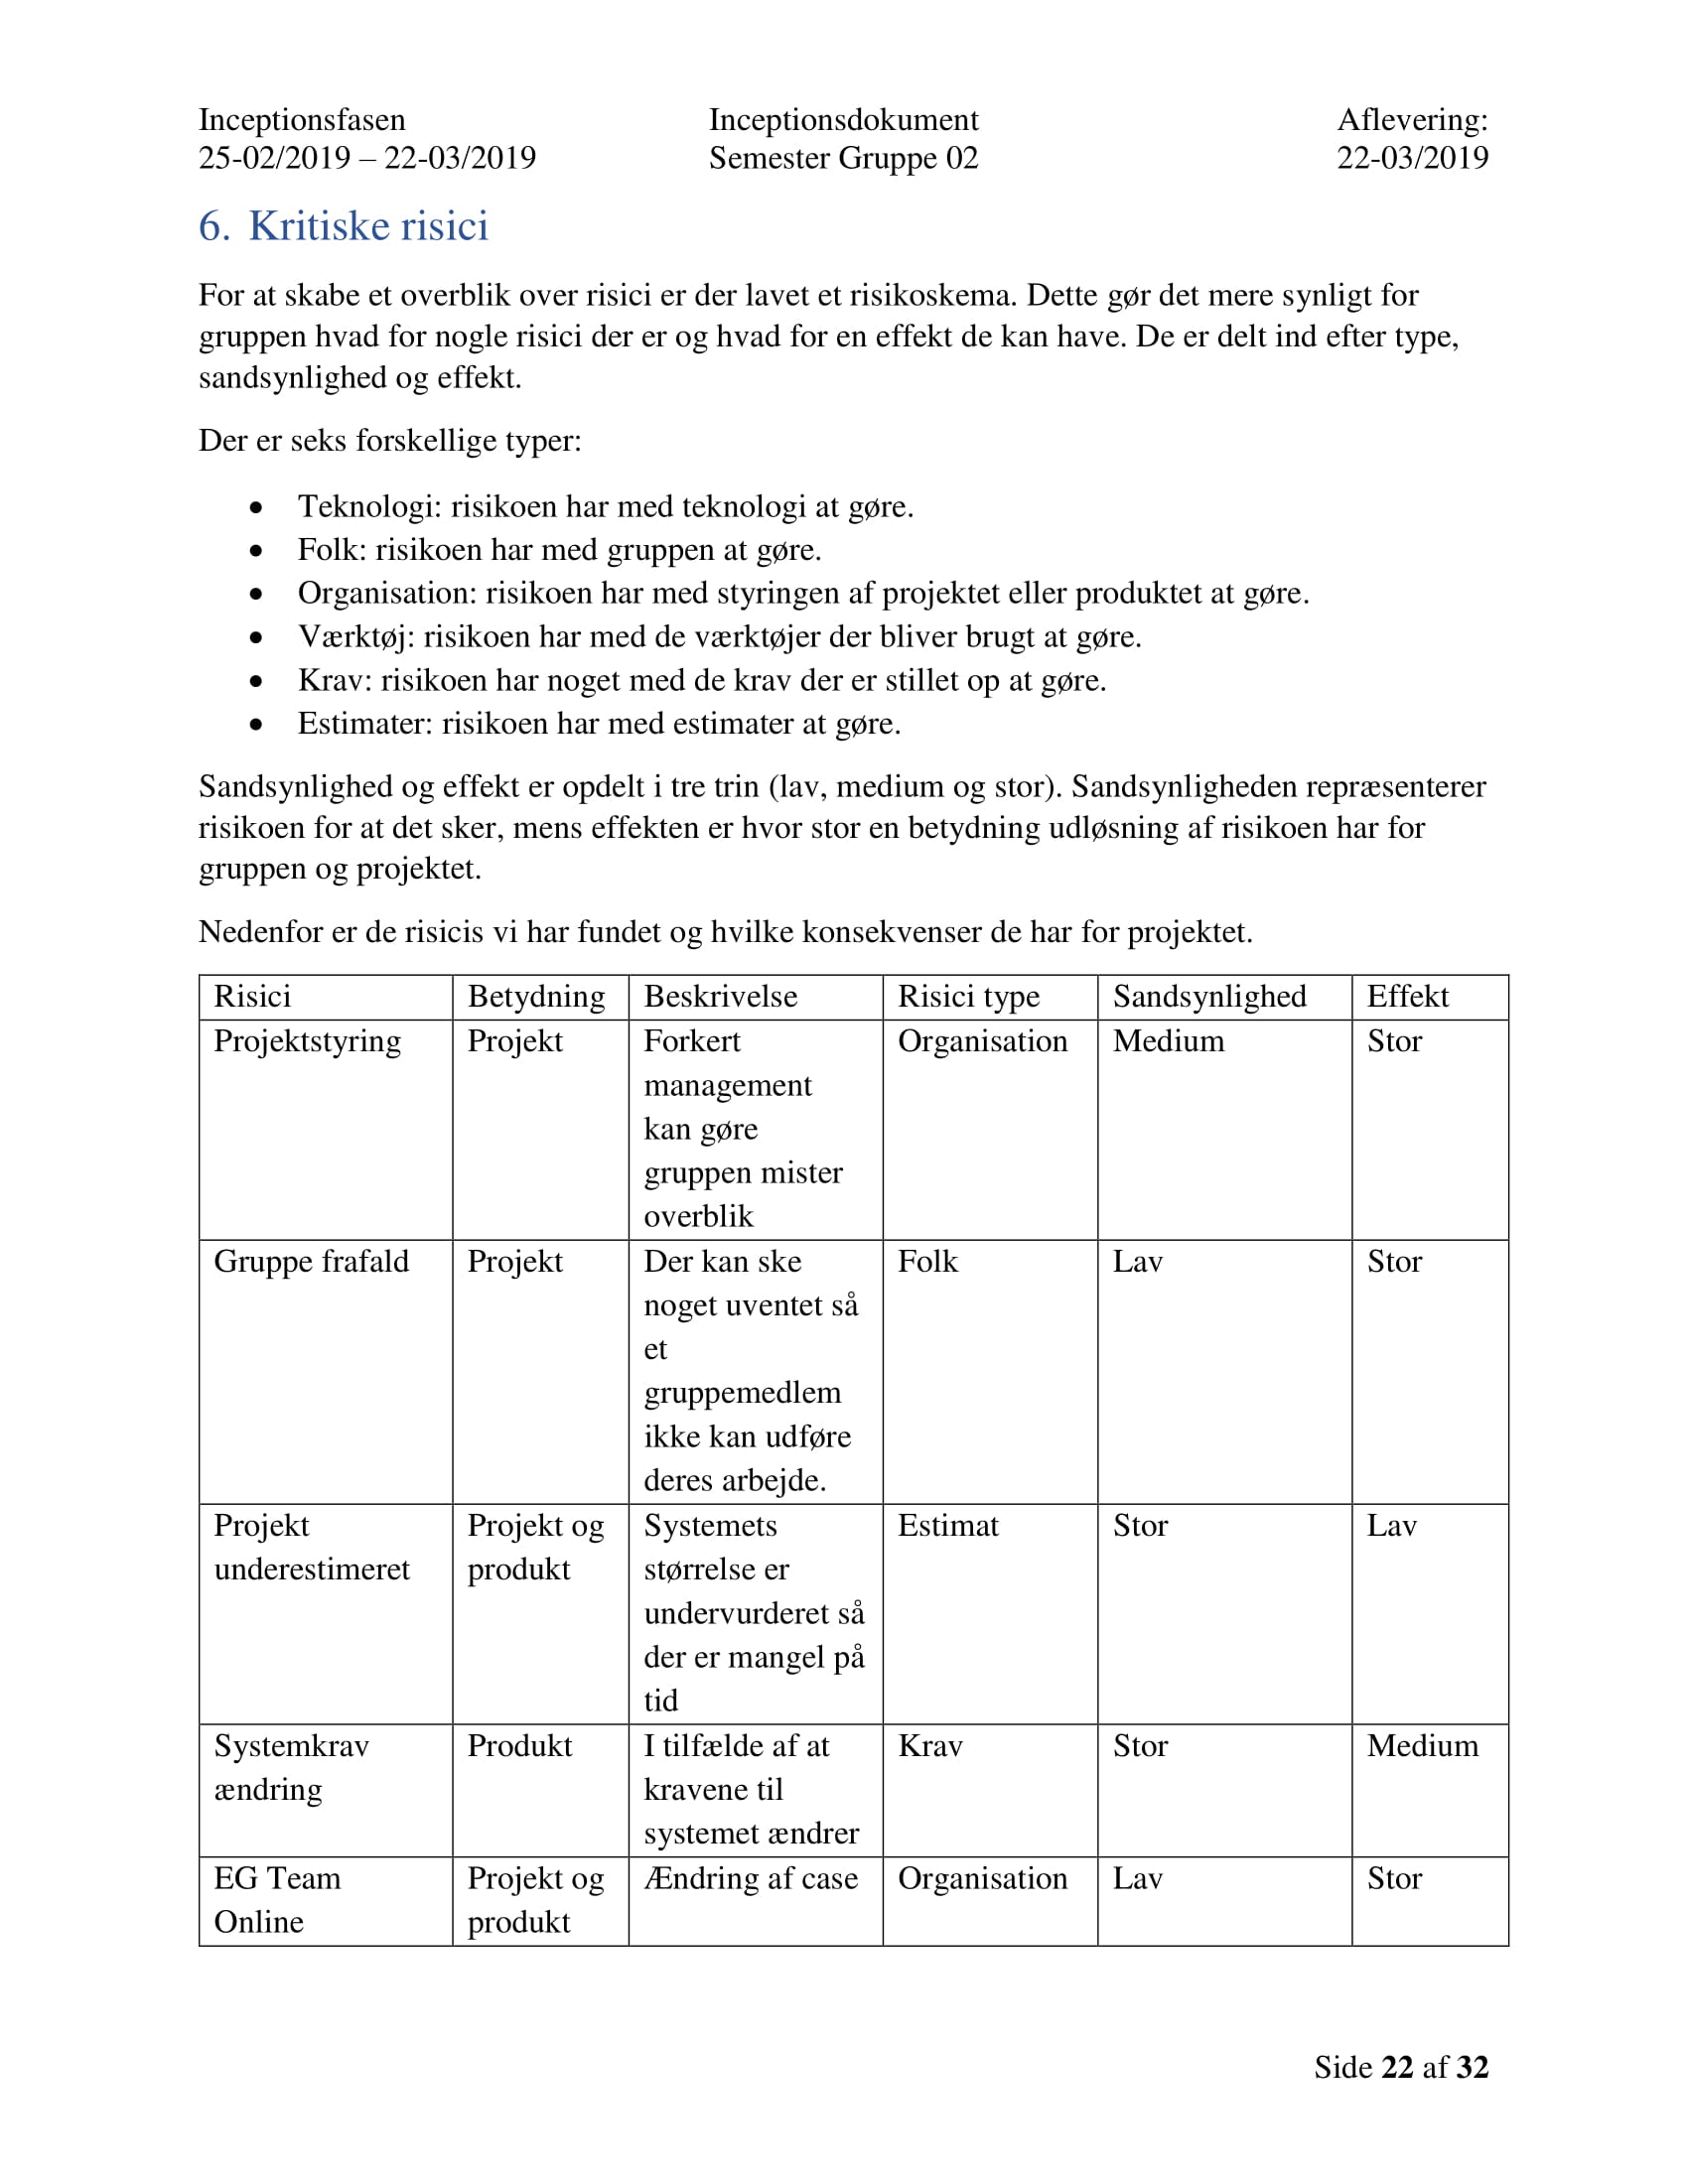 Inceptionsfasen Inceptionsdokument Aflevering:
25-02/2019 – 22-03/2019 Semester Gruppe 02 22-03/2019
6. Kritiske risici
For at skabe et overblik over risici er der lavet et risikoskema. Dette gør det mere synligt for
gruppen hvad for nogle risici der er og hvad for en effekt de kan have. De er delt ind efter type,
sandsynlighed og effekt.
Der er seks forskellige typer:
• Teknologi: risikoen har med teknologi at gøre.
• Folk: risikoen har med gruppen at gøre.
• Organisation: risikoen har med styringen af projektet eller produktet at gøre.
• Værktøj: risikoen har med de værktøjer der bliver brugt at gøre.
• Krav: risikoen har noget med de krav der er stillet op at gøre.
• Estimater: risikoen har med estimater at gøre.
Sandsynlighed og effekt er opdelt i tre trin (lav, medium og stor). Sandsynligheden repræsenterer
risikoen for at det sker, mens effekten er hvor stor en betydning udløsning af risikoen har for
gruppen og projektet.
Nedenfor er de risicis vi har fundet og hvilke konsekvenser de har for projektet.
Risici Betydning Beskrivelse Risici type Sandsynlighed Effekt
Projektstyring Projekt Forkert Organisation Medium Stor
management
kan gøre
gruppen mister
overblik
Gruppe frafald Projekt Der kan ske Folk Lav Stor
noget uventet så
et
gruppemedlem
ikke kan udføre
deres arbejde.
Projekt Projekt og Systemets Estimat Stor Lav
underestimeret produkt størrelse er
undervurderet så
der er mangel på
tid
Systemkrav Produkt I tilfælde af at Krav Stor Medium
ændring kravene til
systemet ændrer
EG Team Projekt og Ændring af case Organisation Lav Stor
Online produkt
Side 22 af 32